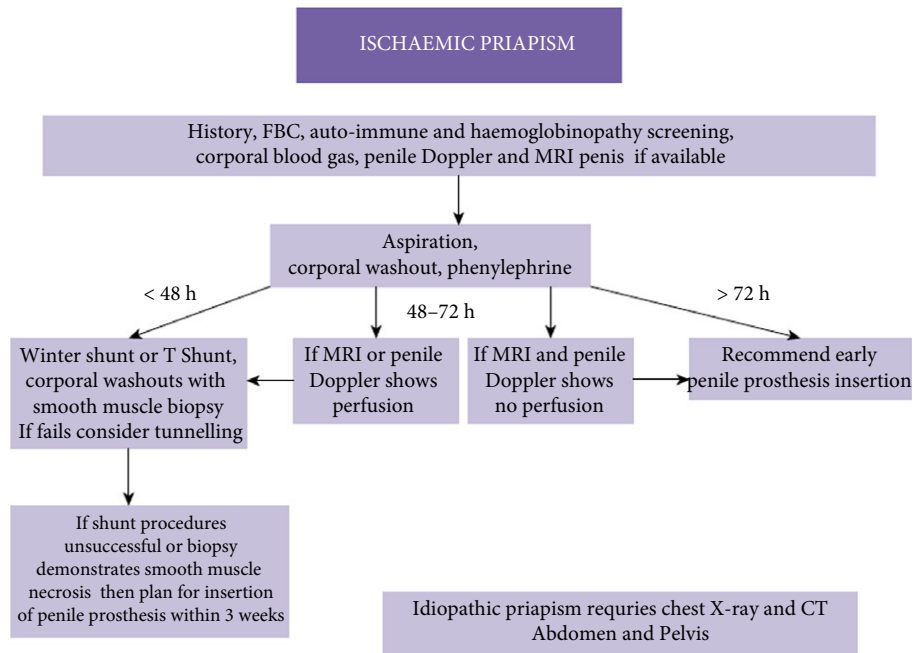 ISCHAEMIC PRIAPISM
History, FBC, auto-immune and haemoglobinopathy screening,
corporal blood gas, penile Doppler and MRI penis if available
Aspiration,
corporal washout, phenylephrine
< 48 h
48–72 h
> 72 h
Winter shunt or T Shunt,
corporal washouts with
smooth muscle biopsy
If fails consider tunnelling
If MRI or penile
Doppler shows
perfusion
If MRI and penile
Doppler shows
no perfusion
Recommend early
penile prosthesis insertion
If shunt procedures
unsuccessful or biopsy
demonstrates smooth muscle
necrosis then plan for insertion
of penile prosthesis within 3 weeks
Idiopathic priapism requries chest X-ray and CT
Abdomen and Pelvis